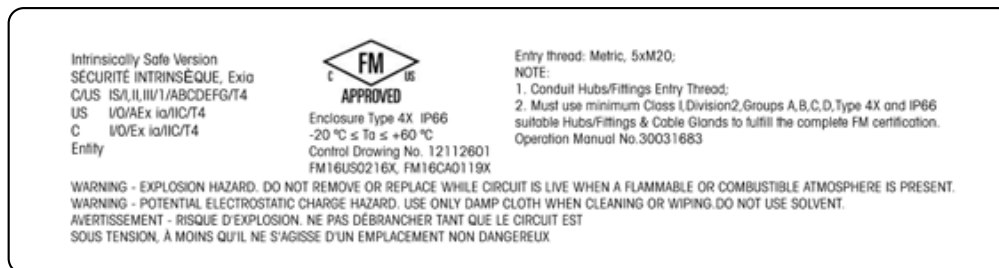 Intrinsically Safe Version
SÉCURITÉ INTRINSÈQUE, Exia
C/US IS/I,II,III/1/ABCDEFG/T4
US I/0/AEx ia/IIC/T4
C I/0/Ex ia/IIC/T4
Entity
FM
C US
APPROVED
Enclosure Type 4X IP66
-20 °C ≤ Ta ≤ +60 °C
Control Drawing No. 12112601
FM16US0216X, FM16CA0119X
Entry thread: Metric, 5xM20;
NOTE:
1. Conduit Hubs/Fittings Entry Thread;
2. Must use minimum Class I,Division2,Groups A,B,C,D,Type 4X and IP66
suitable Hubs/Fittings & Cable Glands to fulfill the complete FM certification.
Operation Manual No.30031683
WARNING - EXPLOSION HAZARD. DO NOT REMOVE OR REPLACE WHILE CIRCUIT IS LIVE WHEN A FLAMMABLE OR COMBUSTIBLE ATMOSPHERE IS PRESENT.
WARNING - POTENTIAL ELECTROSTATIC CHARGE HAZARD. USE ONLY DAMP CLOTH WHEN CLEANING OR WIPING.DO NOT USE SOLVENT.
AVERTISSEMENT - RISQUE D'EXPLOSION. NE PAS DÉBRANCHER TANT QUE LE CIRCUIT EST
SOUS TENSION, À MOINS QU'IL NE S'AGISSE D'UN EMPLACEMENT NON DANGEREUX